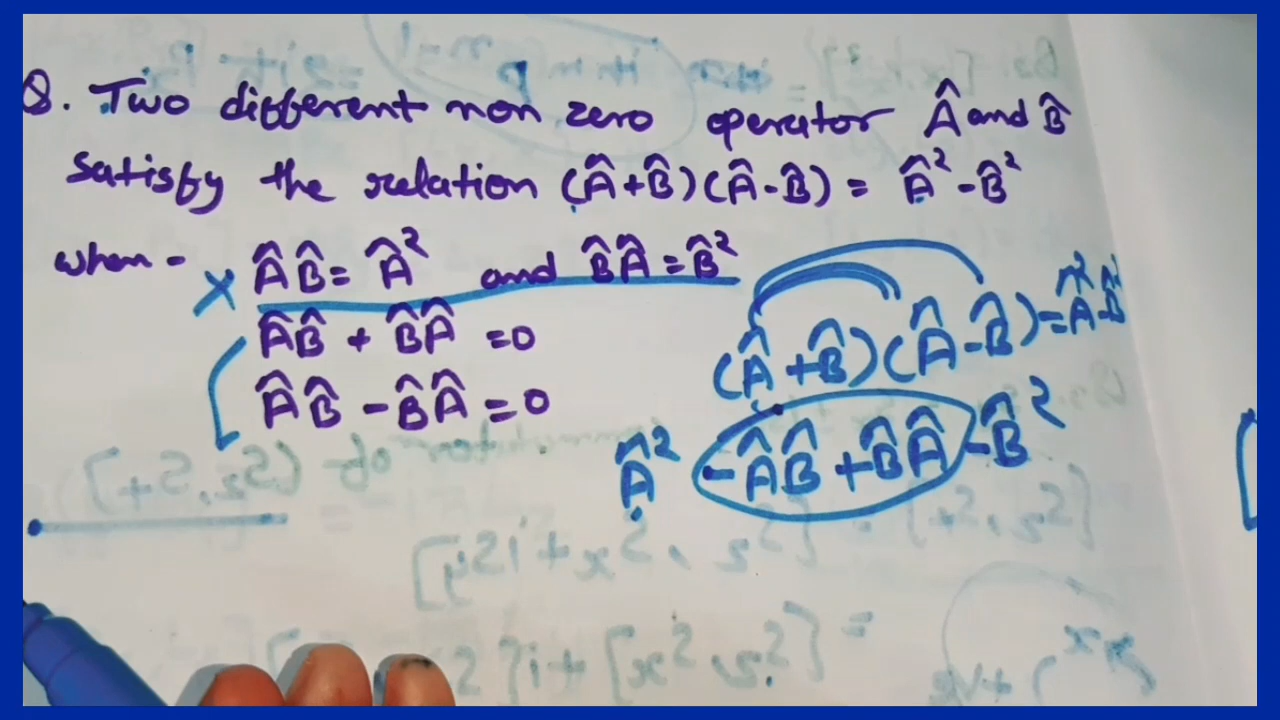 Q. Two different non zero operator Â and B̂
satisfy the relation (Â+B̂)(Â-B̂) = Â² - B̂²
when - × ÂB̂ = Â² and B̂Â = B̂²
ÂB̂ + B̂Â = 0
ÂB̂ - B̂Â = 0
(Â+B̂)(Â-B̂) = Â²-B̂²
Â² - ÂB̂ + B̂Â - B̂²